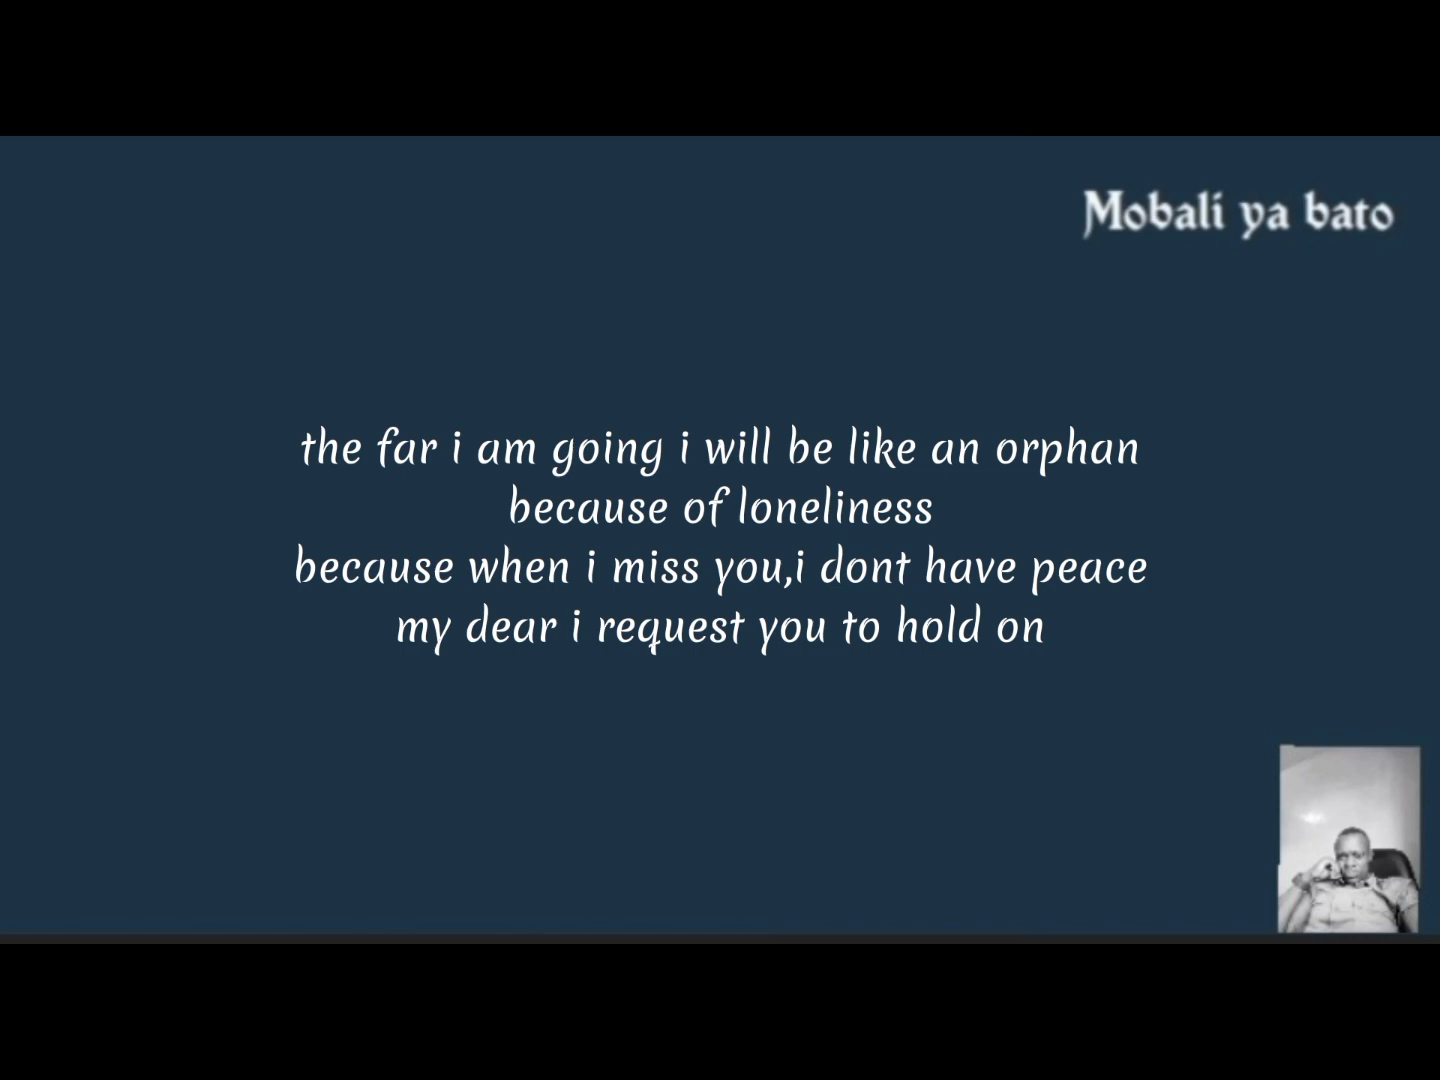 Mobali ya bato
the far i am going i will be like an orphan
because of loneliness
because when i miss you,i dont have peace
my dear i request you to hold on